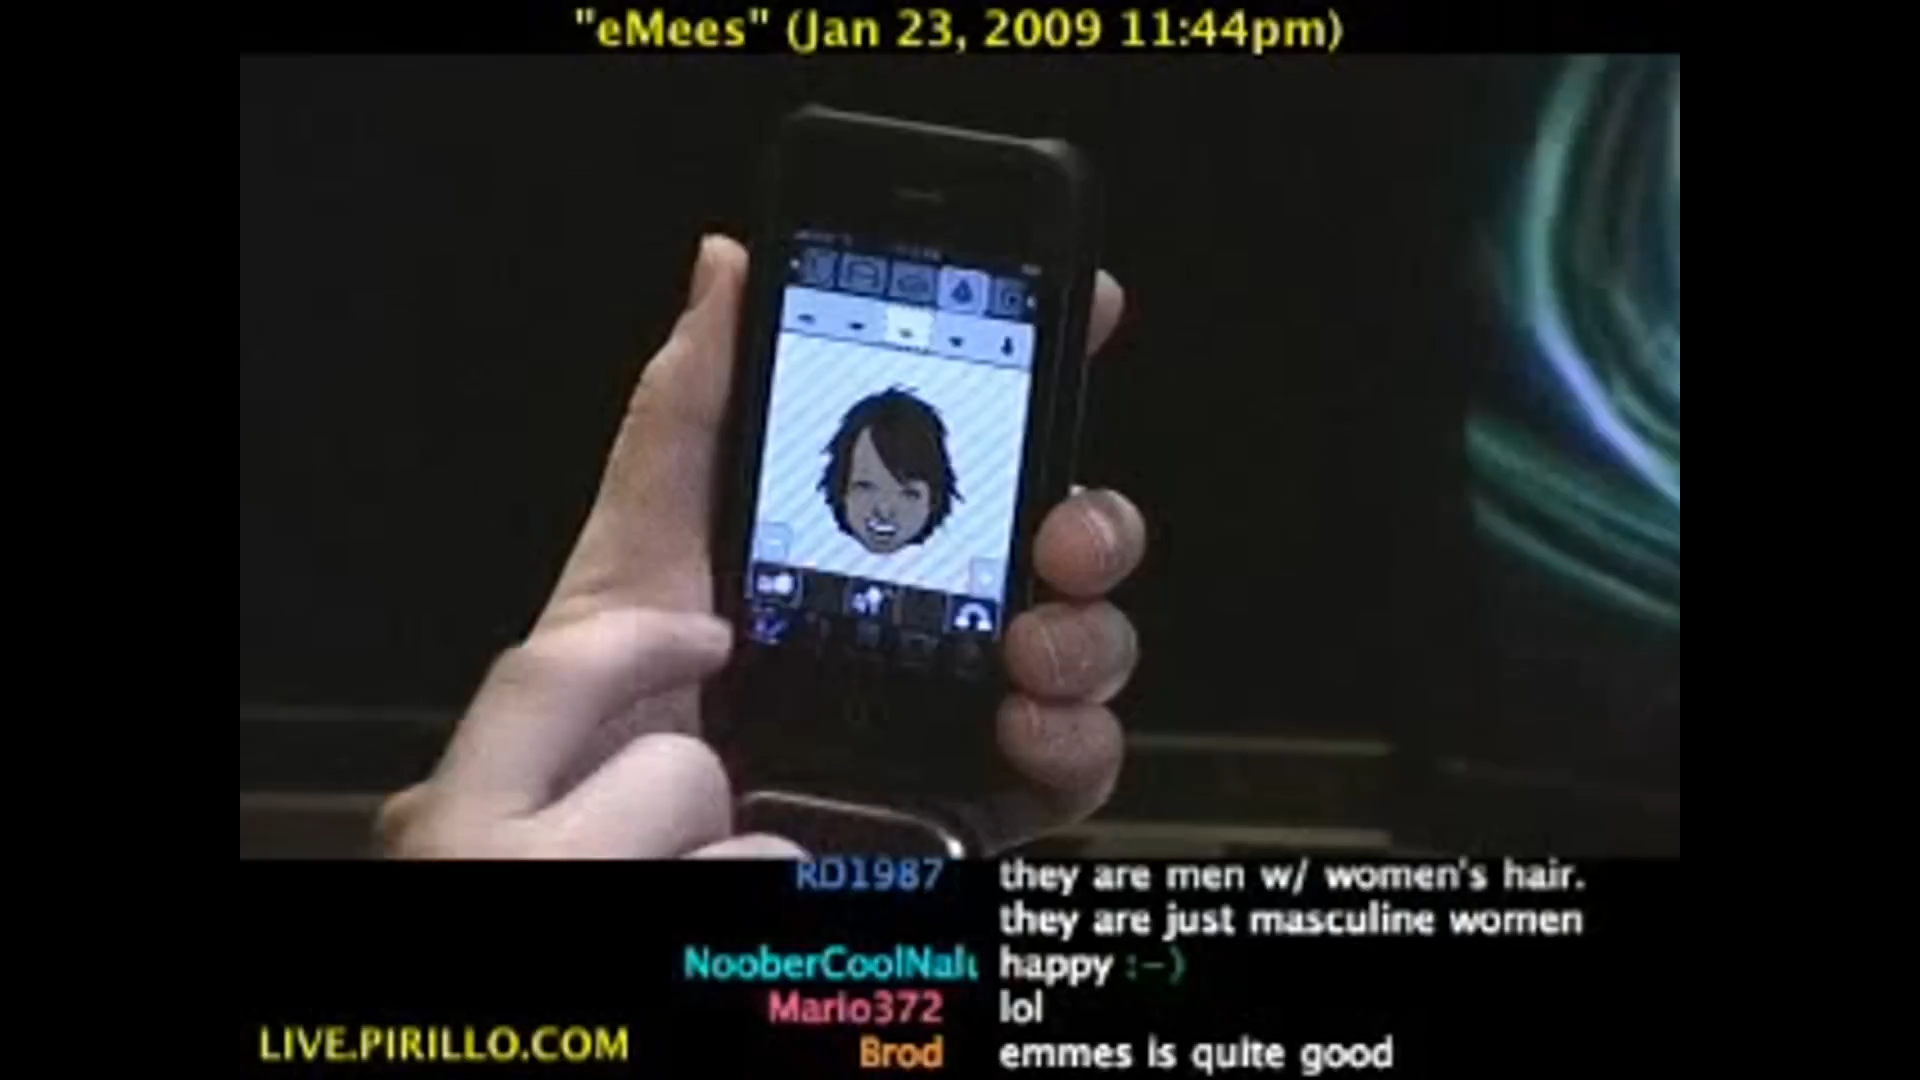 "eMees" (Jan 23, 2009 11:44pm)
RD1987 they are men w/ women's hair.
they are just masculine women
NooberCoolNalu happy :-)
Mario372 lol
LIVE.PIRILLO.COM
Brod emmes is quite good